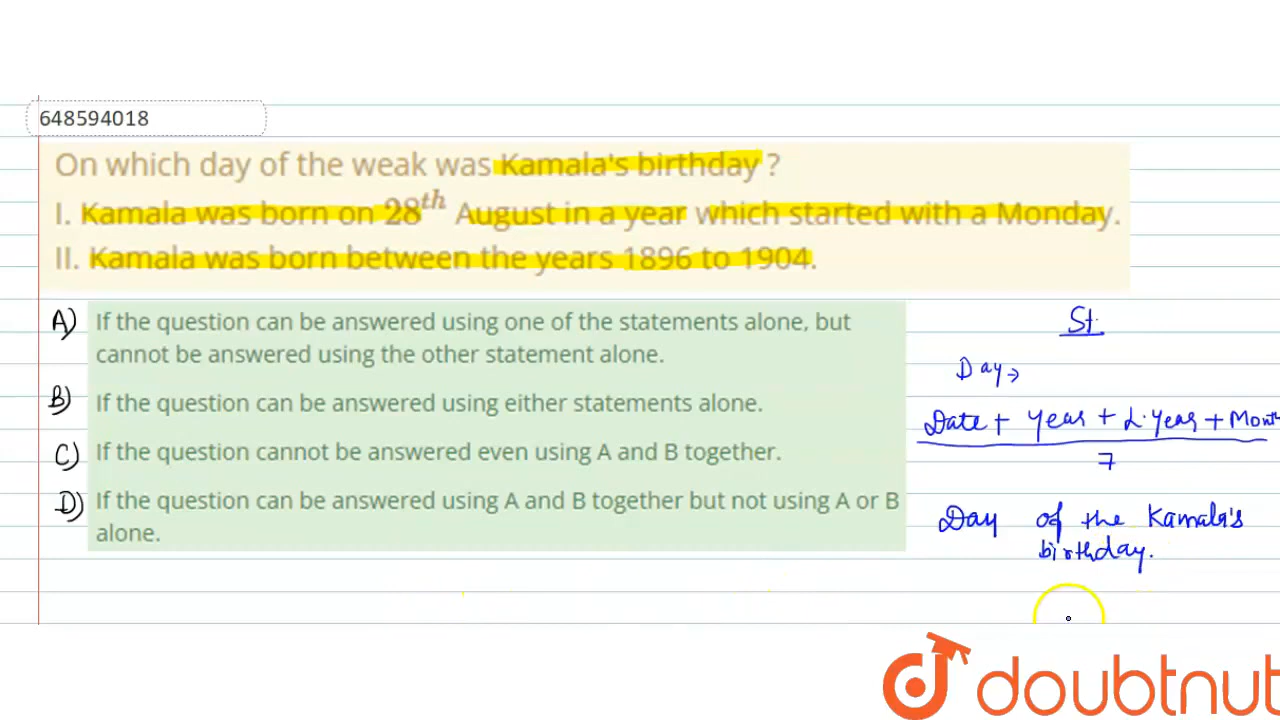 648594018
On which day of the weak was Kamala's birthday ?
I. Kamala was born on 28th August in a year which started with a Monday.
II. Kamala was born between the years 1896 to 1904.
A) If the question can be answered using one of the statements alone, but
cannot be answered using the other statement alone.
B) If the question can be answered using either statements alone.
C) If the question cannot be answered even using A and B together.
D) If the question can be answered using A and B together but not using A or B
alone.
St.
Day →
Date + Year + L.Year + Month
7
Day of the Kamala's
birthday.
doubtnut